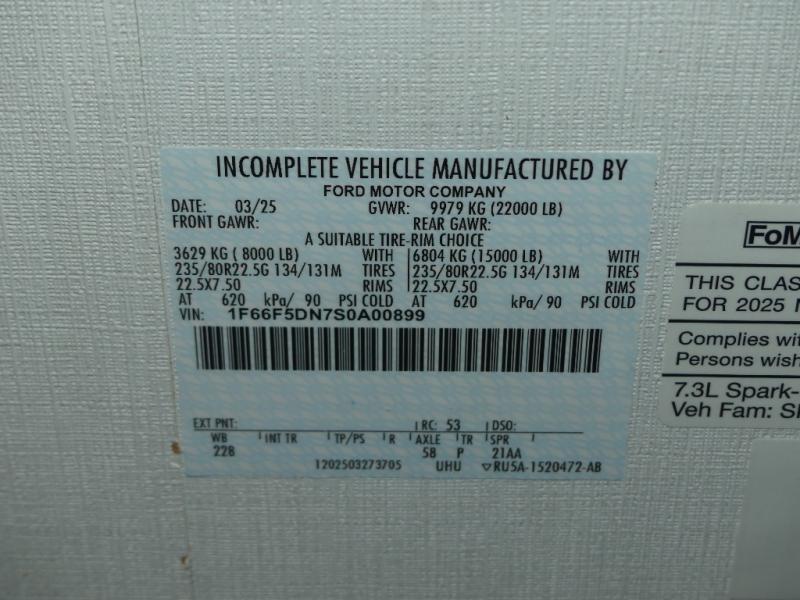 INCOMPLETE VEHICLE MANUFACTURED BY
FORD MOTOR COMPANY
DATE: 03/25 GVWR: 9979 KG (22000 LB)
FRONT GAWR: REAR GAWR:
A SUITABLE TIRE-RIM CHOICE
3629 KG ( 8000 LB) WITH 6804 KG (15000 LB) WITH
235/80R22.5G 134/131M TIRES 235/80R22.5G 134/131M TIRES
22.5X7.50 RIMS 22.5X7.50 RIMS
AT 620 kPa/ 90 PSI COLD AT 620 kPa/ 90 PSI COLD
VIN: 1F66F5DN7S0A00899
EXT PNT: RC: 53 DSO:
WB INT TR TP/PS R AXLE TR SPR
228 58 P 21AA
1202503273705 UHU ▽RU5A-1520472-AB
THIS CLAS
FOR 2025
Complies wit
Persons wish
7.3L Spark-
Veh Fam: